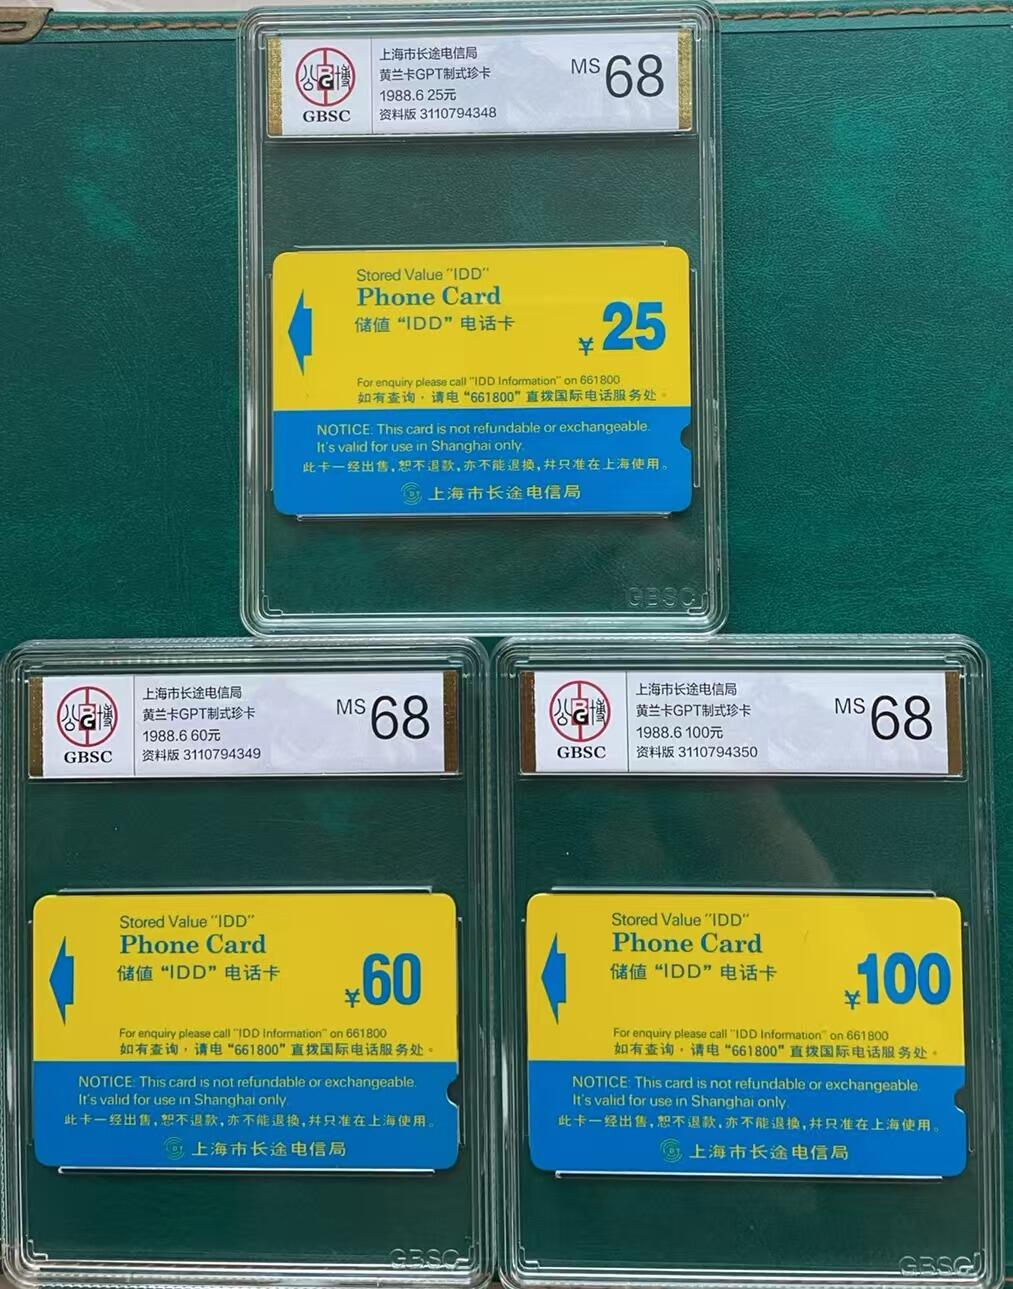 上海市长途电信局
黄兰卡GPT制式珍卡
1988.6 25元
资料版 3110794348
GBSC
MS 68
Stored Value "IDD"
Phone Card
储值 "IDD" 电话卡
¥25
For enquiry please call "IDD Information" on 661800
如有查询，请电“661800”直拨国际电话服务处。
NOTICE: This card is not refundable or exchangeable.
It's valid for use in Shanghai only.
此卡一经出售,恕不退款,亦不能退換,幷只准在上海使用。
上海市长途电信局
GBSC
上海市长途电信局
黄兰卡GPT制式珍卡
1988.6 60元
资料版 3110794349
GBSC
MS 68
Stored Value "IDD"
Phone Card
储值 "IDD" 电话卡
¥60
For enquiry please call "IDD Information" on 661800
如有查询，请电“661800”直拨国际电话服务处。
NOTICE: This card is not refundable or exchangeable.
It's valid for use in Shanghai only.
此卡一经出售,恕不退款,亦不能退換,幷只准在上海使用。
上海市长途电信局
GBSC
上海市长途电信局
黄兰卡GPT制式珍卡
1988.6 100元
资料版 3110794350
GBSC
MS 68
Stored Value "IDD"
Phone Card
储值 "IDD" 电话卡
¥100
For enquiry please call "IDD Information" on 661800
如有查询，请电“661800”直拨国际电话服务处。
NOTICE: This card is not refundable or exchangeable.
It's valid for use in Shanghai only.
此卡一经出售,恕不退款,亦不能退換,幷只准在上海使用。
上海市长途电信局
GBSC